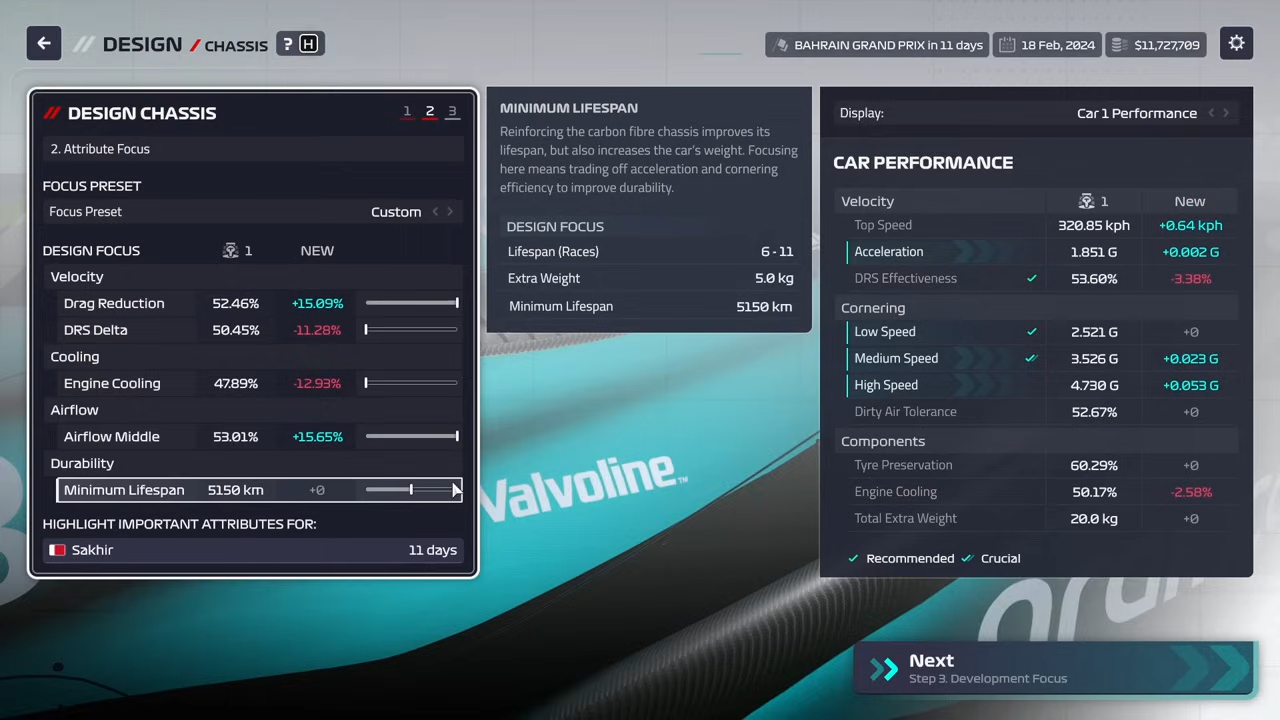 DESIGN / CHASSIS ? H
BAHRAIN GRAND PRIX in 11 days
18 Feb, 2024
$11,727,709
DESIGN CHASSIS
1 2 3
2. Attribute Focus
FOCUS PRESET
Focus Preset Custom
DESIGN FOCUS 1 NEW
Velocity
Drag Reduction 52.46% +15.09%
DRS Delta 50.45% -11.28%
Cooling
Engine Cooling 47.89% -12.93%
Airflow
Airflow Middle 53.01% +15.65%
Durability
Minimum Lifespan 5150 km +0
HIGHLIGHT IMPORTANT ATTRIBUTES FOR:
Sakhir 11 days
MINIMUM LIFESPAN
Reinforcing the carbon fibre chassis improves its
lifespan, but also increases the car's weight. Focusing
here means trading off acceleration and cornering
efficiency to improve durability.
DESIGN FOCUS
Lifespan (Races) 6 - 11
Extra Weight 5.0 kg
Minimum Lifespan 5150 km
Valvoline™
Display: Car 1 Performance
CAR PERFORMANCE
Velocity 1 New
Top Speed 320.85 kph +0.64 kph
Acceleration 1.851 G +0.002 G
DRS Effectiveness 53.60% -3.38%
Cornering
Low Speed 2.521 G +0
Medium Speed 3.526 G +0.023 G
High Speed 4.730 G +0.053 G
Dirty Air Tolerance 52.67% +0
Components
Tyre Preservation 60.29% +0
Engine Cooling 50.17% -2.58%
Total Extra Weight 20.0 kg +0
Recommended Crucial
Next
Step 3. Development Focus